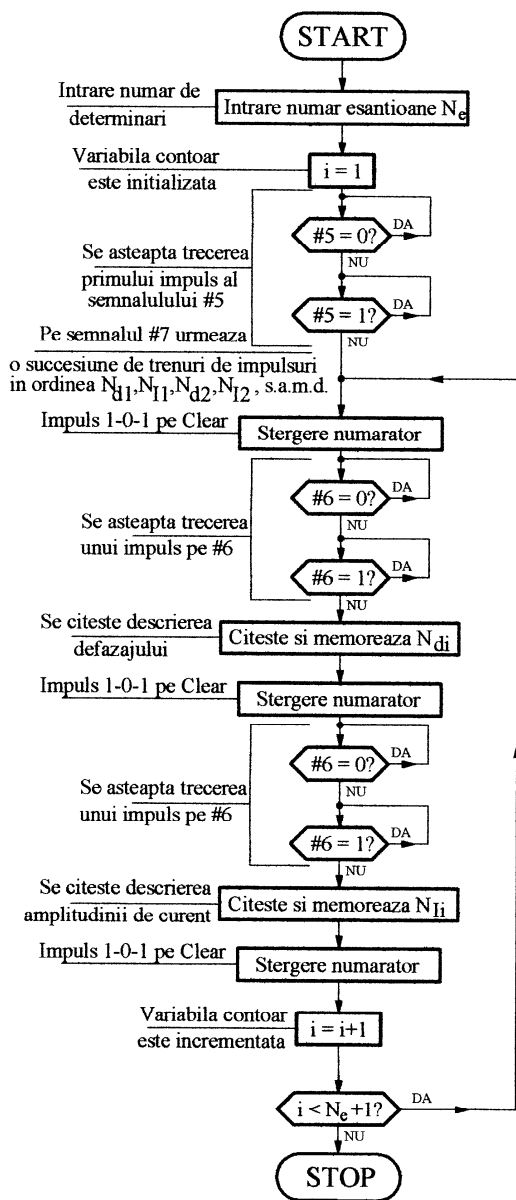 START
Intrare numar de
determinari
Intrare numar esantioane Ne
Variabila contoar
este initializata
i = 1
#5 = 0?
DA
NU
Se asteapta trecerea
primului impuls al
semnalulului #5
#5 = 1?
DA
NU
Pe semnalul #7 urmeaza
o succesiune de trenuri de impulsuri
in ordinea Nd1,NI1,Nd2,NI2, s.a.m.d.
Impuls 1-0-1 pe Clear
Stergere numarator
#6 = 0?
DA
NU
Se asteapta trecerea
unui impuls pe #6
#6 = 1?
DA
NU
Se citeste descrierea
defazajului
Citeste si memoreaza Ndi
Impuls 1-0-1 pe Clear
Stergere numarator
#6 = 0?
DA
NU
Se asteapta trecerea
unui impuls pe #6
#6 = 1?
DA
NU
Se citeste descrierea
amplitudinii de curent
Citeste si memoreaza NIi
Impuls 1-0-1 pe Clear
Stergere numarator
Variabila contoar
este incrementata
i = i+1
i < Ne+1?
DA
NU
STOP